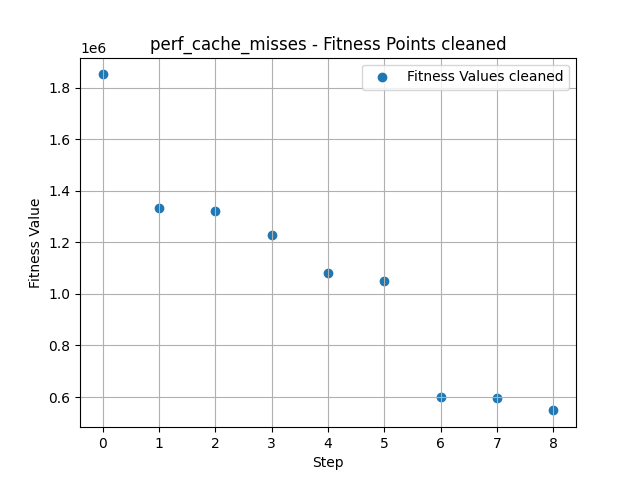 perf_cache_misses - Fitness Points cleaned
1e6
Fitness Values cleaned
1.8
1.6
1.4
1.2
1.0
0.8
0.6
Fitness Value
0 1 2 3 4 5 6 7 8
Step